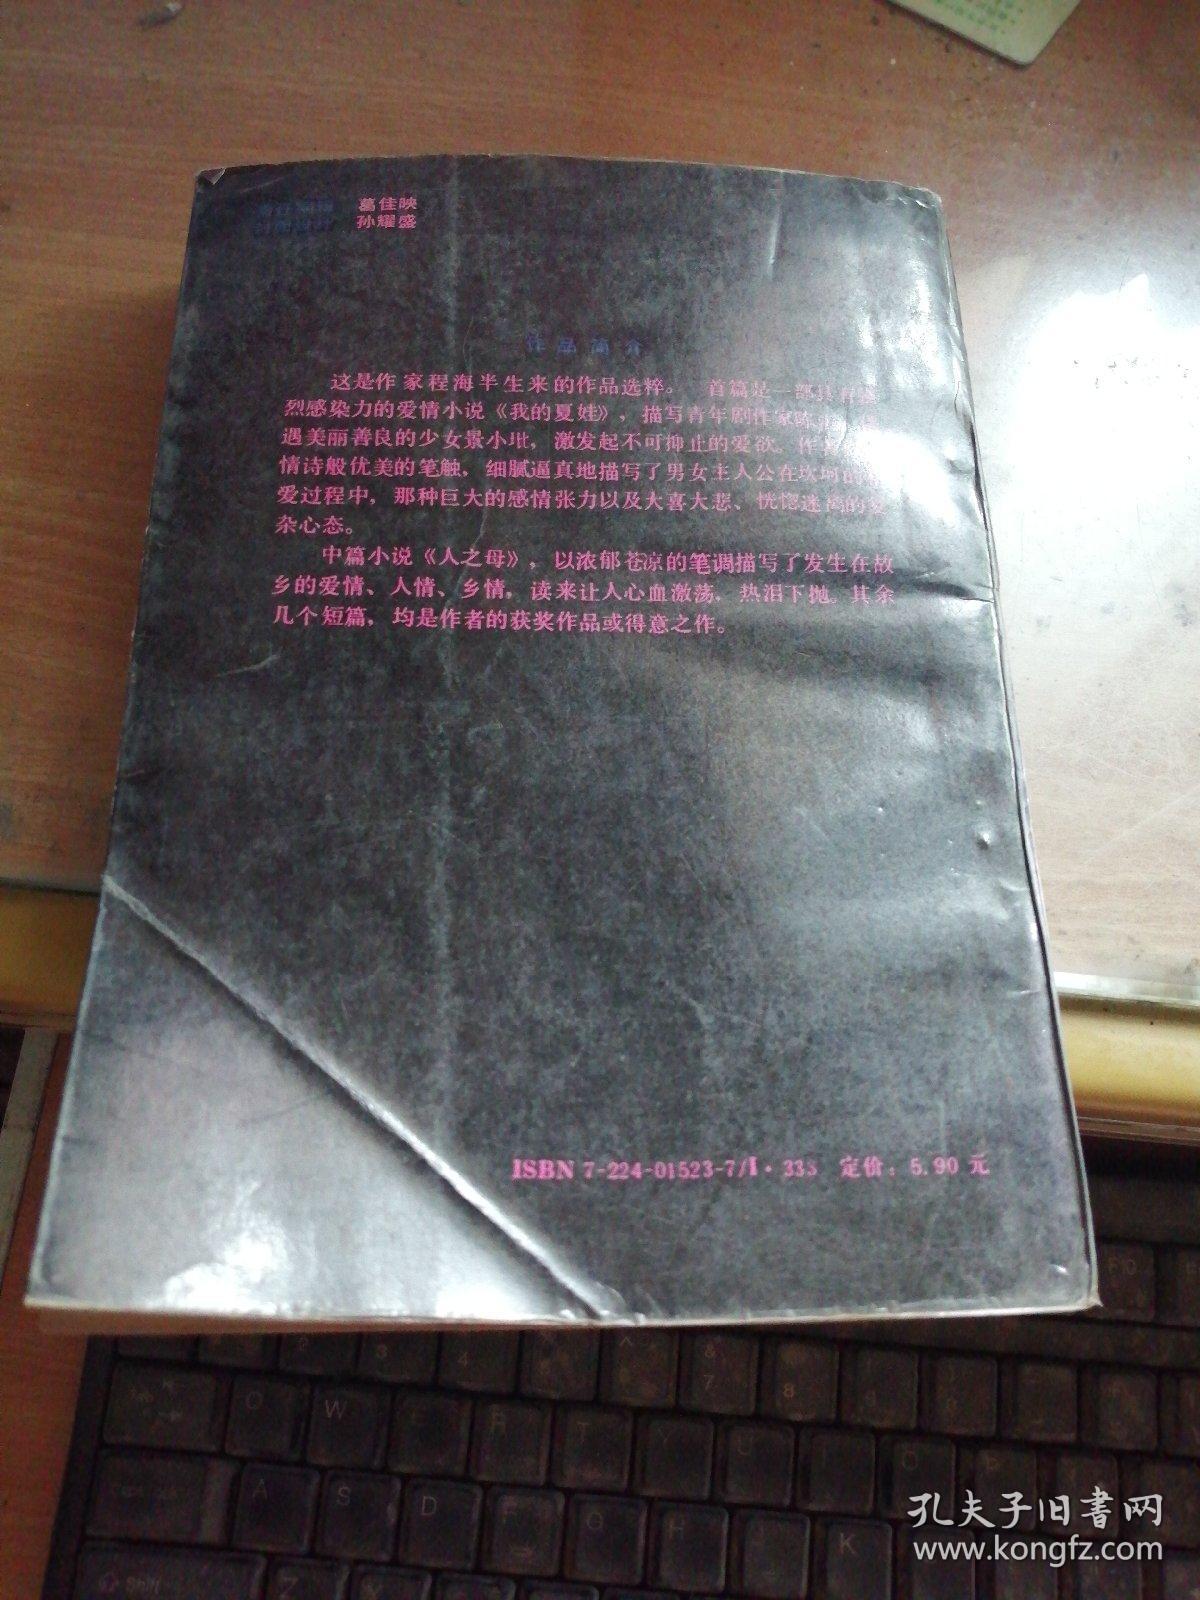 葛佳映
孙耀盛
作品简介
这是作家程海半生来的作品选粹。首篇是一部具有强
烈感染力的爱情小说《我的夏娃》，描写青年剧作家陈
遇美丽善良的少女景小玭，激发起不可抑止的爱欲。作
情诗般优美的笔触，细腻逼真地描写了男女主人公在坎坷的
爱过程中，那种巨大的感情张力以及大喜大悲、恍惚迷离的复
杂心态。
中篇小说《人之母》，以浓郁苍凉的笔调描写了发生在故
乡的爱情、人情、乡情，读来让人心血激荡，热泪下抛。其余
几个短篇，均是作者的获奖作品或得意之作。
ISBN 7-224-01523-7/I·333 定价：5.90 元
孔夫子旧書网
www.kongfz.com